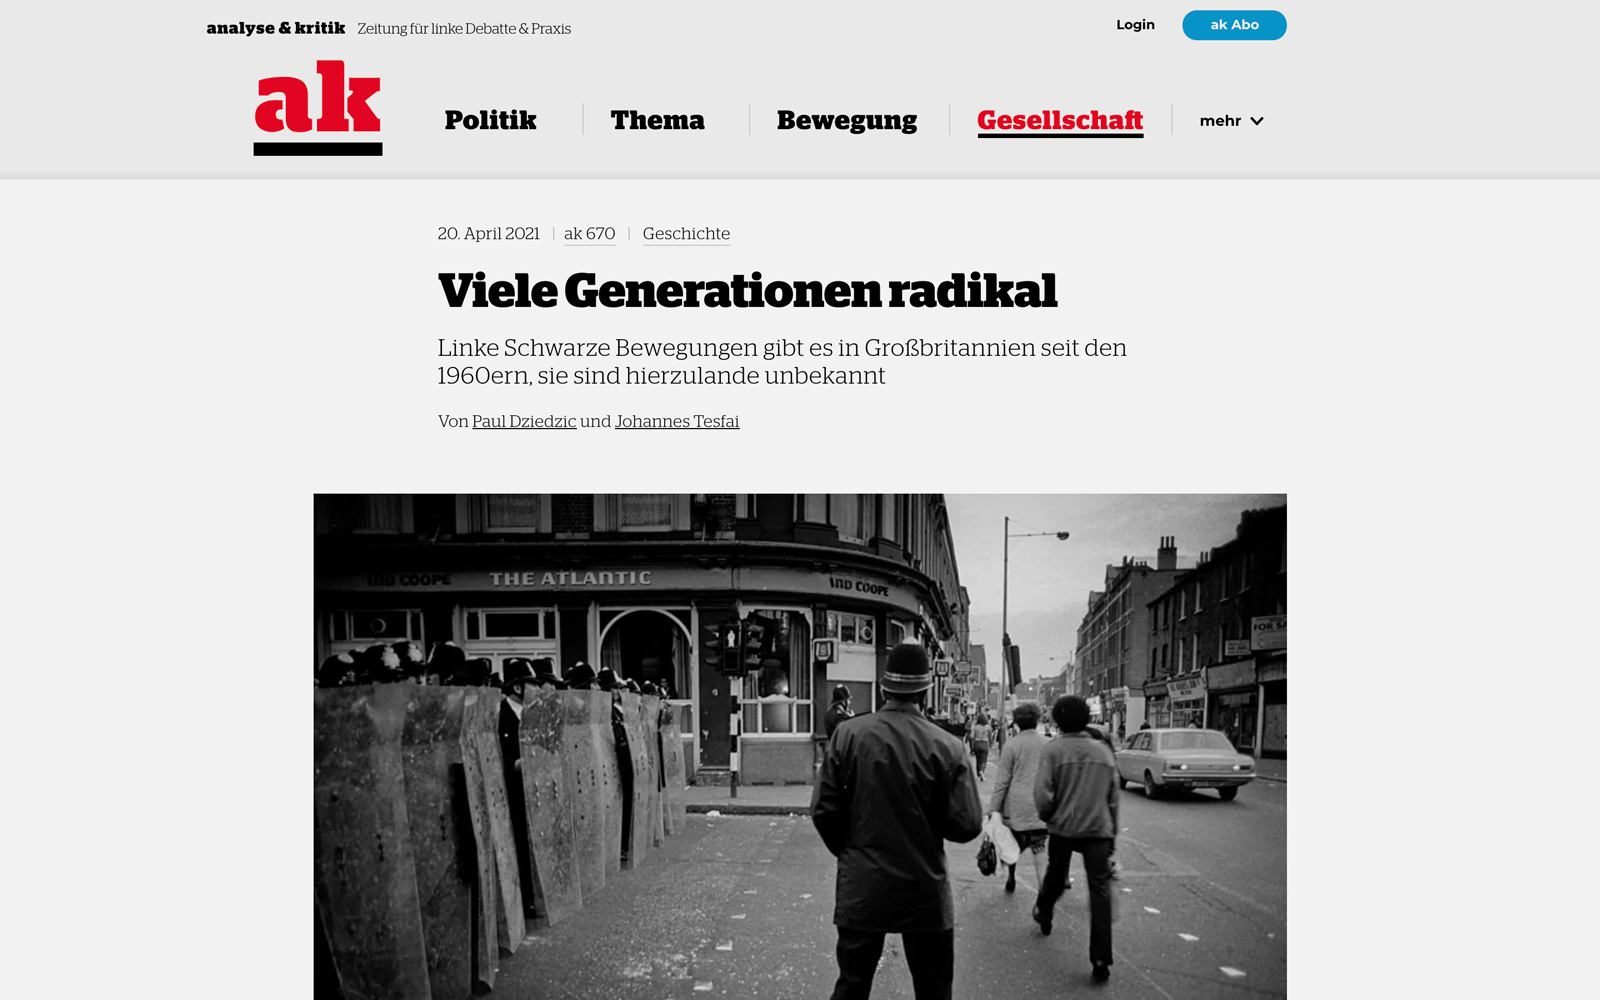 analyse & kritik Zeitung für linke Debatte & Praxis
Login
ak Abo
ak
Politik
Thema
Bewegung
Gesellschaft
mehr
20. April 2021
ak 670
Geschichte
Viele Generationen radikal
Linke Schwarze Bewegungen gibt es in Großbritannien seit den
1960ern, sie sind hierzulande unbekannt
Von Paul Dziedzic und Johannes Tesfai
IND COOPE
THE ATLANTIC
IND COOPE
FOR SA